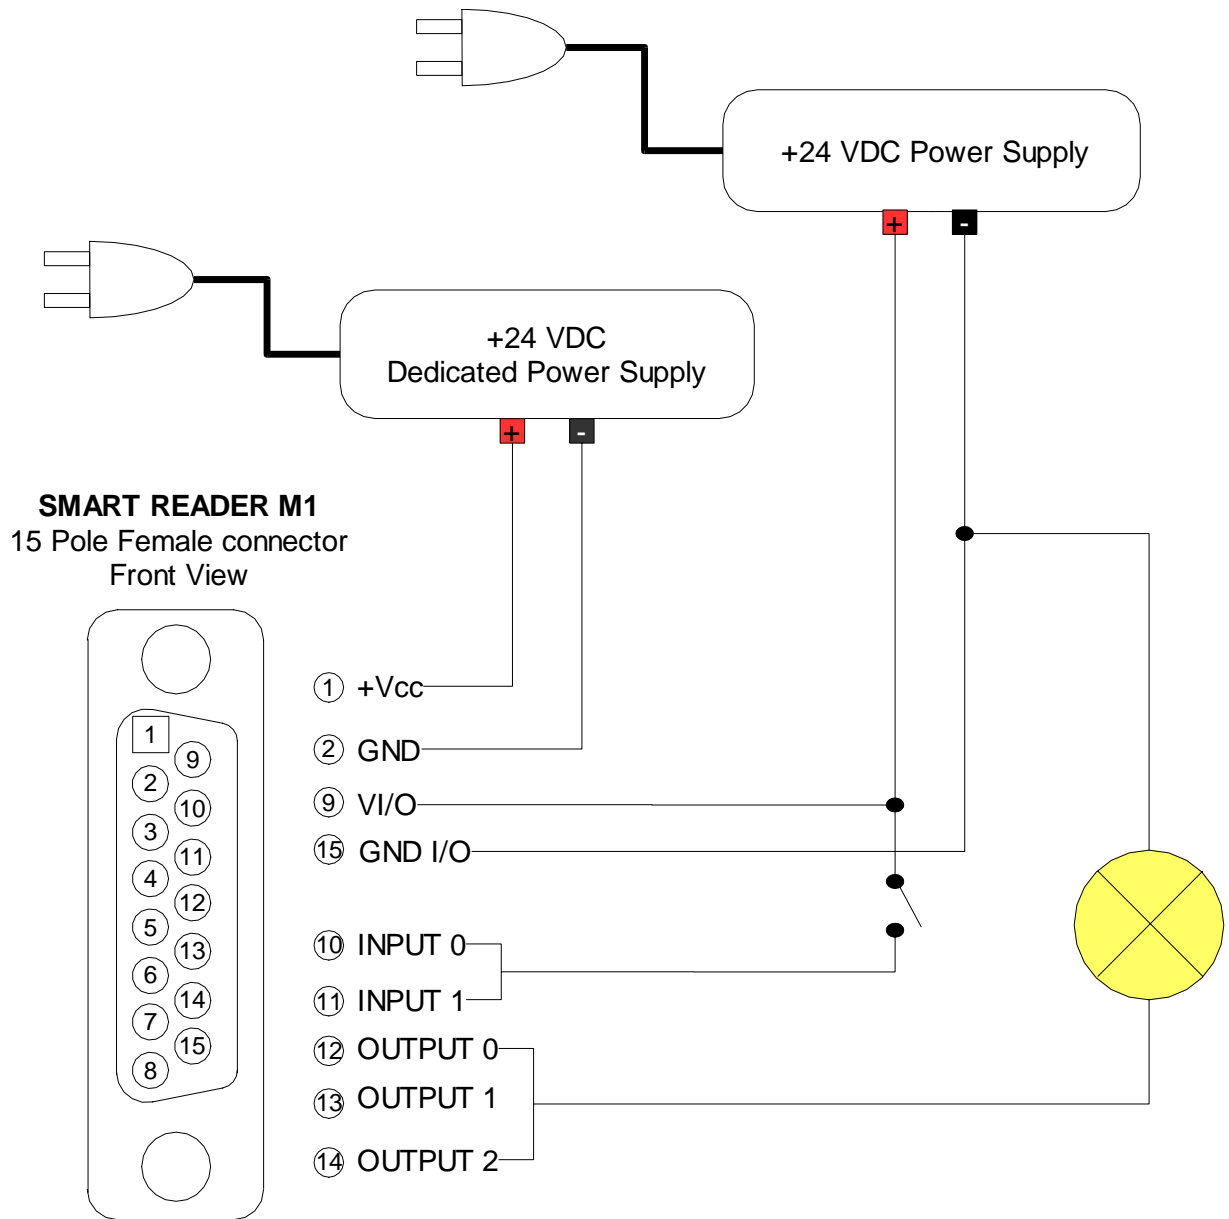 +24 VDC Power Supply
+ -
+24 VDC
Dedicated Power Supply
+ -
SMART READER M1
15 Pole Female connector
Front View
1 +Vcc
2 GND
9 VI/O
15 GND I/O
10 INPUT 0
11 INPUT 1
12 OUTPUT 0
13 OUTPUT 1
14 OUTPUT 2
1
9
2
10
3
11
4
12
5
13
6
14
7
15
8